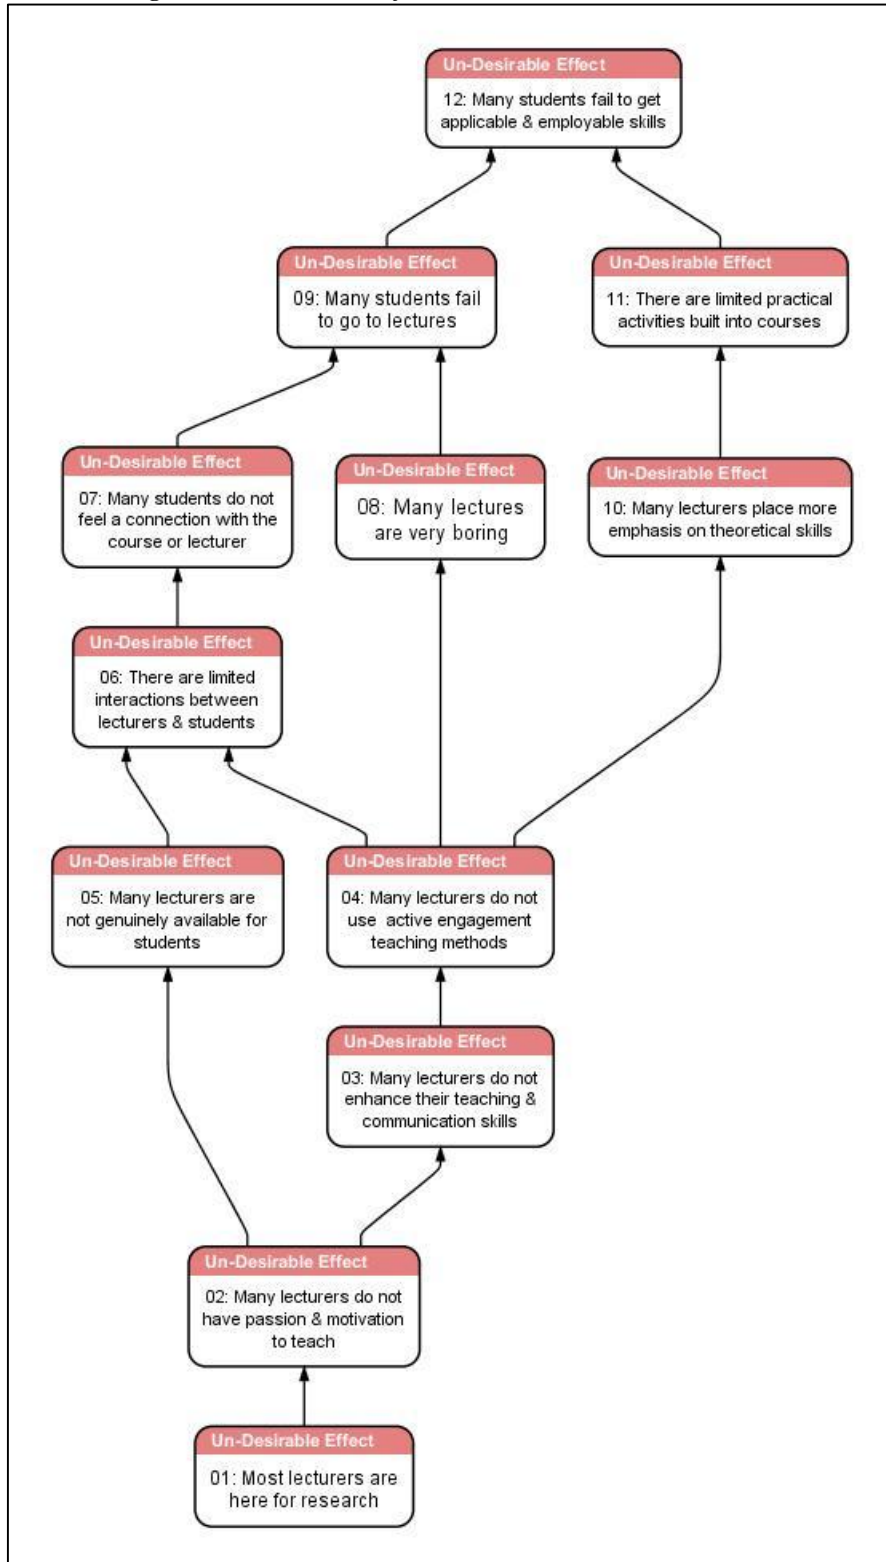 Un-Desirable Effect
12: Many students fail to get
applicable & employable skills
Un-Desirable Effect
09: Many students fail
to go to lectures
Un-Desirable Effect
11: There are limited practical
activities built into courses
Un-Desirable Effect
07: Many students do not
feel a connection with the
course or lecturer
Un-Desirable Effect
08: Many lectures
are very boring
Un-Desirable Effect
10: Many lecturers place more
emphasis on theoretical skills
Un-Desirable Effect
06: There are limited
interactions between
lecturers & students
Un-Desirable Effect
05: Many lecturers are
not genuinely available for
students
Un-Desirable Effect
04: Many lecturers do not
use active engagement
teaching methods
Un-Desirable Effect
03: Many lecturers do not
enhance their teaching &
communication skills
Un-Desirable Effect
02: Many lecturers do not
have passion & motivation
to teach
Un-Desirable Effect
01: Most lecturers are
here for research